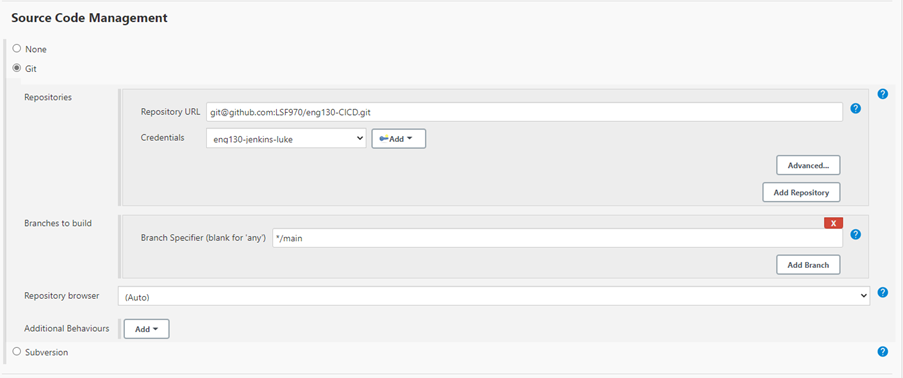 Source Code Management
None
Git
Repositories
Repository URL git@github.com:LSF970/eng130-CICD.git ?
?
Credentials eng130-jenkins-luke Add
Advanced...
Add Repository
Branches to build
X
Branch Specifier (blank for 'any') */main ?
Add Branch
Repository browser (Auto) ?
Additional Behaviours Add
Subversion ?